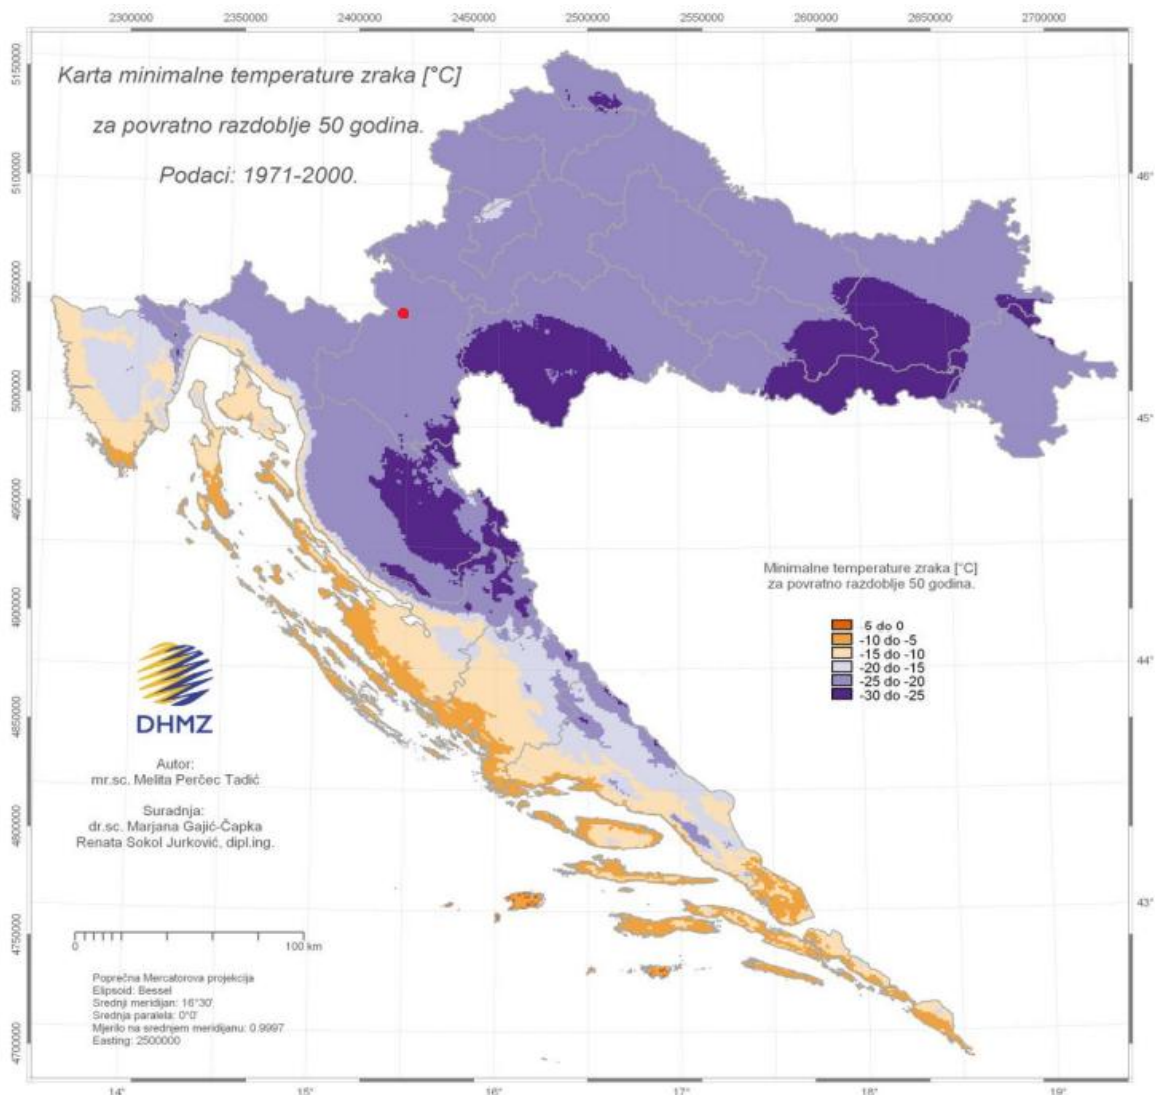 2300000 2350000 2400000 2450000 2500000 2550000 2600000 2650000 2700000
Karta minimalne temperature zraka [°C]
za povratno razdoblje 50 godina.
Podaci: 1971-2000.
5150000
5100000
5050000
5000000
4950000
4900000
4850000
4800000
4750000
4700000
46°
45°
44°
43°
Minimalne temperature zraka [°C]
za povratno razdoblje 50 godina.
-5 do 0
-10 do -5
-15 do -10
-20 do -15
-25 do -20
-30 do -25
DHMZ
Autor:
mr.sc. Melita Perčec Tadić
Suradnja:
dr.sc. Marjana Gajić-Čapka
Renata Sokol Jurković, dipl.ing.
0 100 km
Poprečna Mercatorova projekcija
Elipsoid: Bessel
Srednji meridijan: 16°30'
Srednja paralela: 0°0'
Mjerilo na srednjem meridijanu: 0.9997
Easting: 2500000
14° 15° 16° 17° 18° 19°